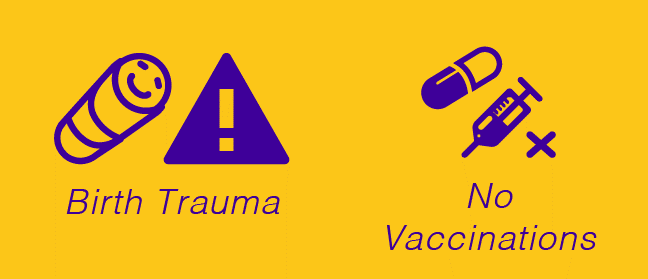 Birth Trauma
No
Vaccinations